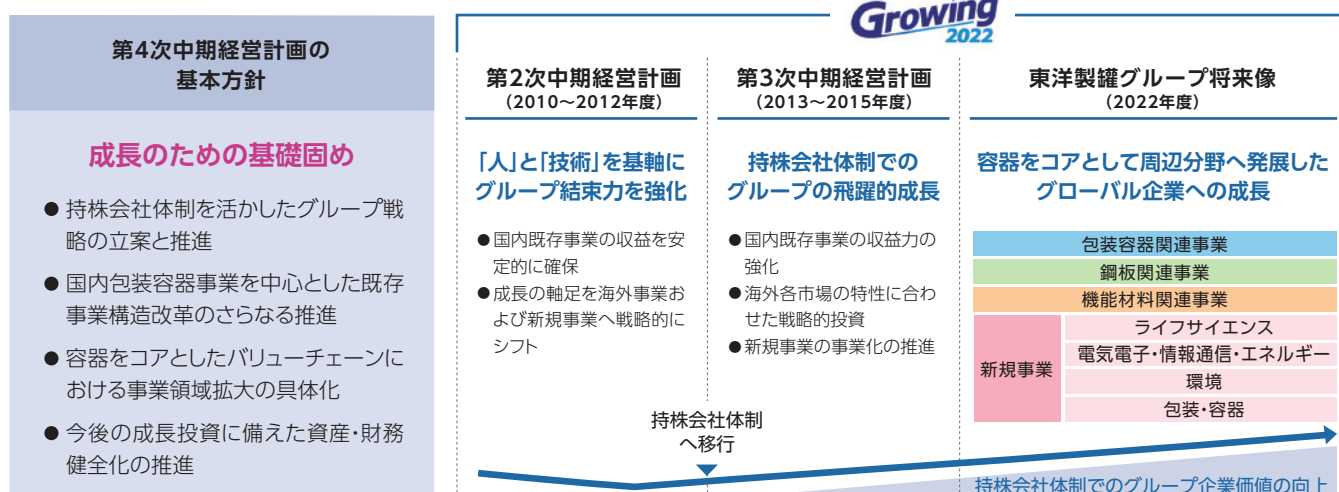 第4次中期経営計画の
基本方針
成長のための基礎固め
● 持株会社体制を活かしたグループ戦
略の立案と推進
● 国内包装容器事業を中心とした既存
事業構造改革のさらなる推進
● 容器をコアとしたバリューチェーンに
おける事業領域拡大の具体化
● 今後の成長投資に備えた資産・財務
健全化の推進
Growing
2022
第2次中期経営計画
（2010～2012年度）
「人」と「技術」を基軸に
グループ結束力を強化
● 国内既存事業の収益を安
定的に確保
● 成長の軸足を海外事業お
よび新規事業へ戦略的に
シフト
第3次中期経営計画
（2013～2015年度）
持株会社体制での
グループの飛躍的成長
● 国内既存事業の収益力の
強化
● 海外各市場の特性に合わ
せた戦略的投資
● 新規事業の事業化の推進
持株会社体制
へ移行
東洋製罐グループ将来像
（2022年度）
容器をコアとして周辺分野へ発展した
グローバル企業への成長
包装容器関連事業
鋼板関連事業
機能材料関連事業
新規事業
ライフサイエンス
電気電子・情報通信・エネルギー
環境
包装・容器
持株会社体制でのグループ企業価値の向上